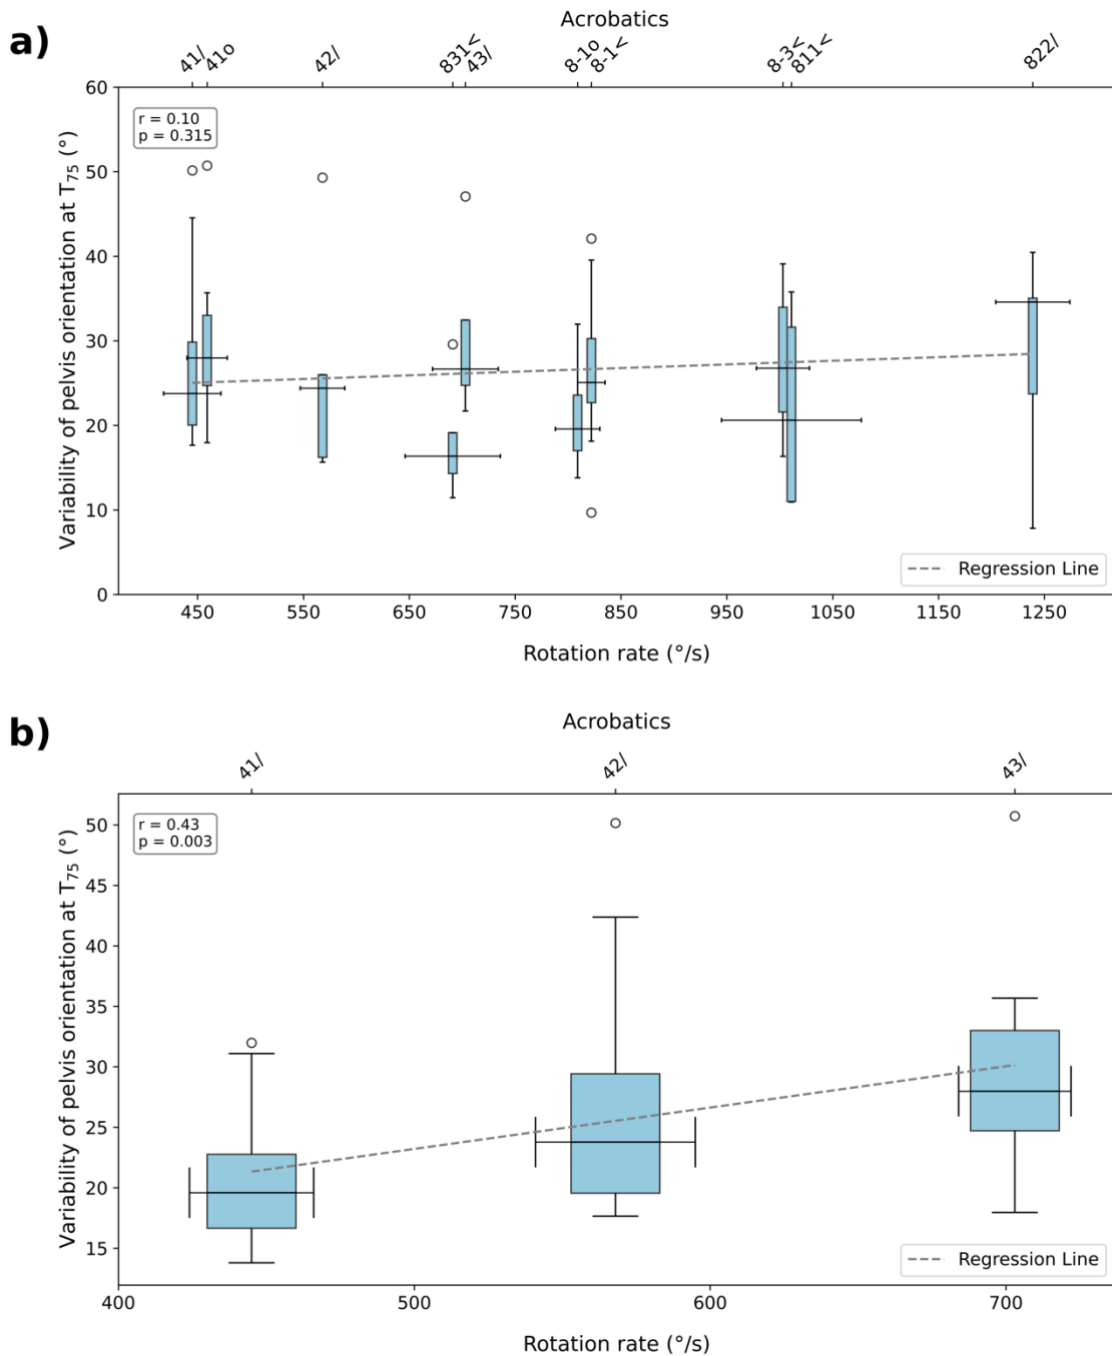 a)
Acrobatics
41/ 41o 42/ 831< 43/ 8-1o 8-1< 8-3< 811< 822/
r = 0.10
p = 0.315
Variability of pelvis orientation at T75 (°)
60
50
40
30
20
10
0
Regression Line
450 550 650 750 850 950 1050 1150 1250
Rotation rate (°/s)
b)
Acrobatics
41/ 42/ 43/
r = 0.43
p = 0.003
Variability of pelvis orientation at T75 (°)
50
45
40
35
30
25
20
15
Regression Line
400 500 600 700
Rotation rate (°/s)